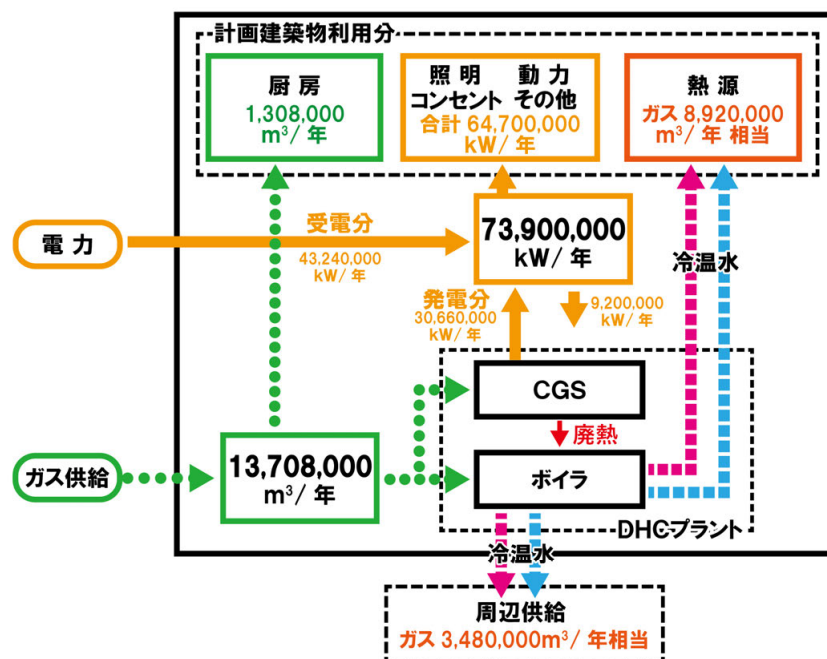 計画建築物利用分
厨房
1,308,000
m³/ 年
照 明 動 力
コンセント その他
合計 64,700,000
kW/ 年
熱 源
ガス 8,920,000
m³/ 年 相当
電 力
受電分
43,240,000
kW/ 年
73,900,000
kW/ 年
冷温水
発電分
30,660,000
kW/ 年
9,200,000
kW/ 年
CGS
廃熱
ガス供給
13,708,000
m³/ 年
ボイラ
DHCプラント
冷温水
周辺供給
ガス 3,480,000m³/ 年相当